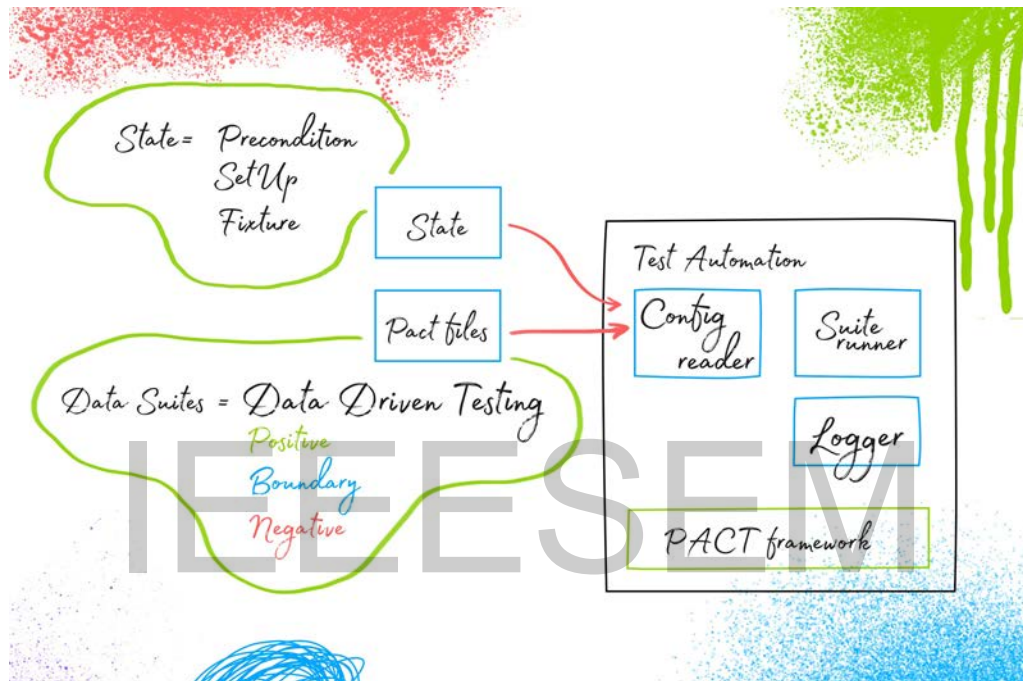 State= Precondition
SetUp
Fixture
State
Pact files
Data Suites = Data Driven Testing
Positive
Boundary
Negative
Test Automation
Config
reader
Suite
runner
Logger
PACT framework
IEEESEM